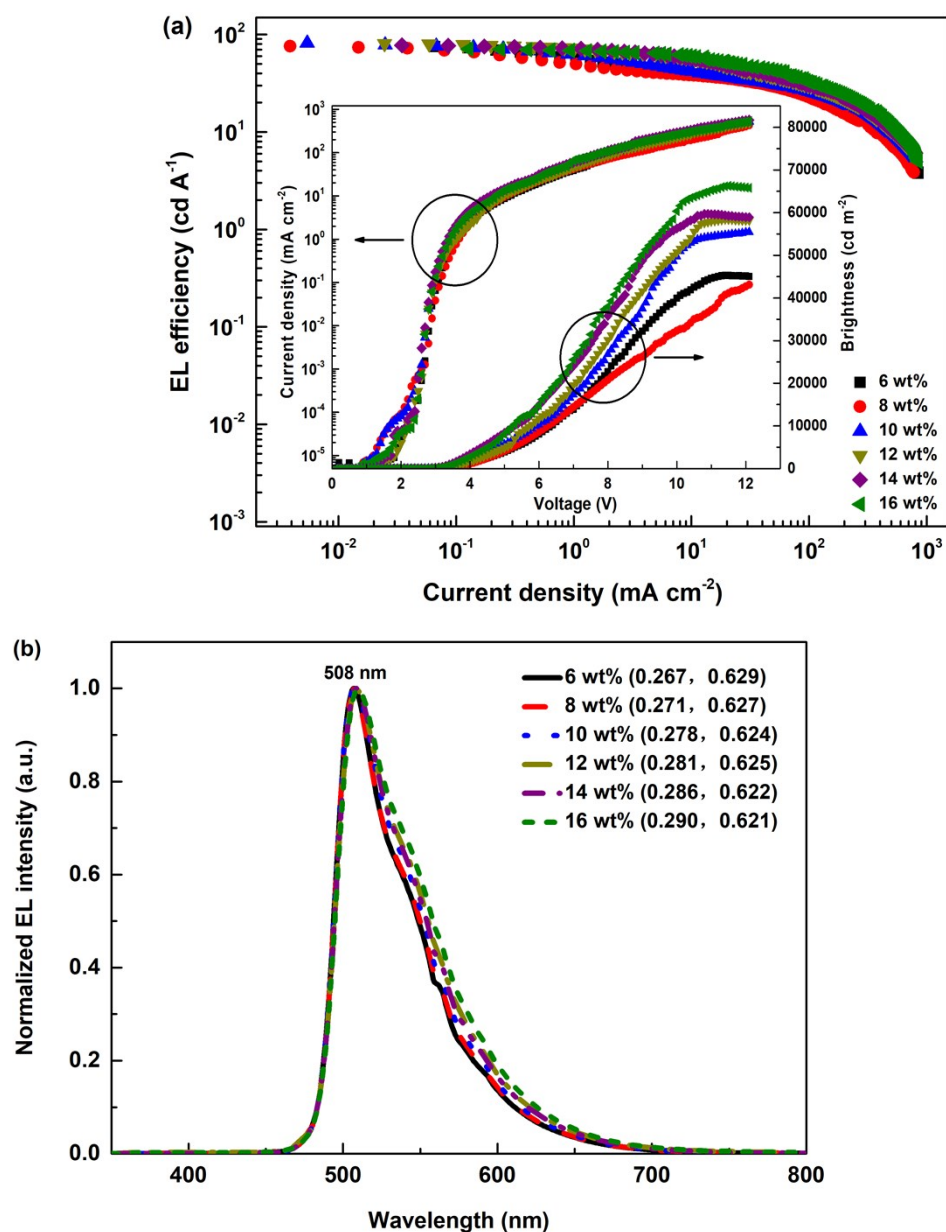 (a)
10²
10¹
10⁰
10⁻¹
10⁻²
10⁻³
EL efficiency (cd A⁻¹)
10⁻² 10⁻¹ 10⁰ 10¹ 10² 10³
Current density (mA cm⁻²)
10³
10²
10¹
10⁰
10⁻¹
10⁻²
10⁻³
10⁻⁴
10⁻⁵
Current density (mA cm⁻²)
0 2 4 6 8 10 12
Voltage (V)
80000
70000
60000
50000
40000
30000
20000
10000
0
Brightness (cd m⁻²)
6 wt%
8 wt%
10 wt%
12 wt%
14 wt%
16 wt%
(b)
508 nm
1.0
0.8
0.6
0.4
0.2
0.0
Normalized EL intensity (a.u.)
6 wt% (0.267，0.629)
8 wt% (0.271，0.627)
10 wt% (0.278，0.624)
12 wt% (0.281，0.625)
14 wt% (0.286，0.622)
16 wt% (0.290，0.621)
400 500 600 700 800
Wavelength (nm)